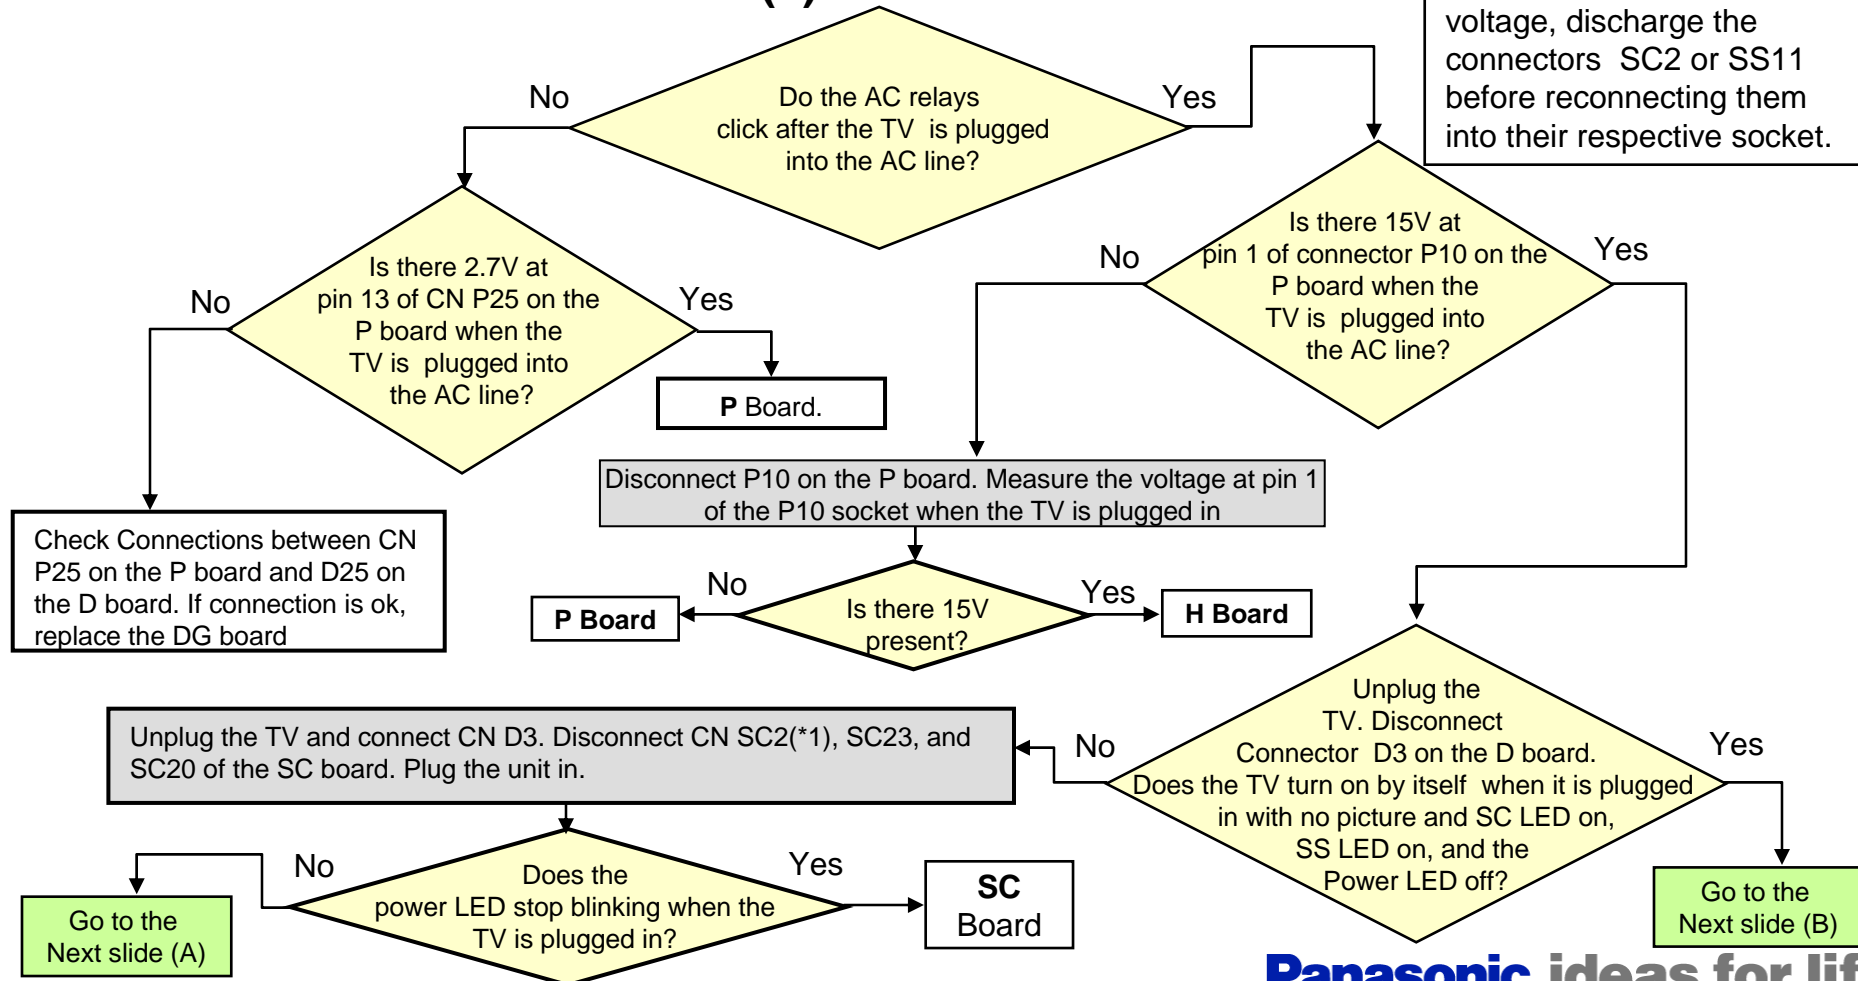 voltage, discharge the
connectors SC2 or SS11
before reconnecting them
into their respective socket.
No
Do the AC relays
click after the TV is plugged
into the AC line?
Yes
No
Is there 2.7V at
pin 13 of CN P25 on the
P board when the
TV is plugged into
the AC line?
Yes
No
Is there 15V at
pin 1 of connector P10 on the
P board when the
TV is plugged into
the AC line?
Yes
P Board.
Disconnect P10 on the P board. Measure the voltage at pin 1
of the P10 socket when the TV is plugged in
Check Connections between CN
P25 on the P board and D25 on
the D board. If connection is ok,
replace the DG board
P Board
No
Is there 15V
present?
Yes
H Board
Unplug the TV and connect CN D3. Disconnect CN SC2(*1), SC23, and
SC20 of the SC board. Plug the unit in.
No
Unplug the
TV. Disconnect
Connector D3 on the D board.
Does the TV turn on by itself when it is plugged
in with no picture and SC LED on,
SS LED on, and the
Power LED off?
Yes
Go to the
Next slide (A)
No
Does the
power LED stop blinking when the
TV is plugged in?
Yes
SC
Board
Go to the
Next slide (B)
Panasonic ideas for lif